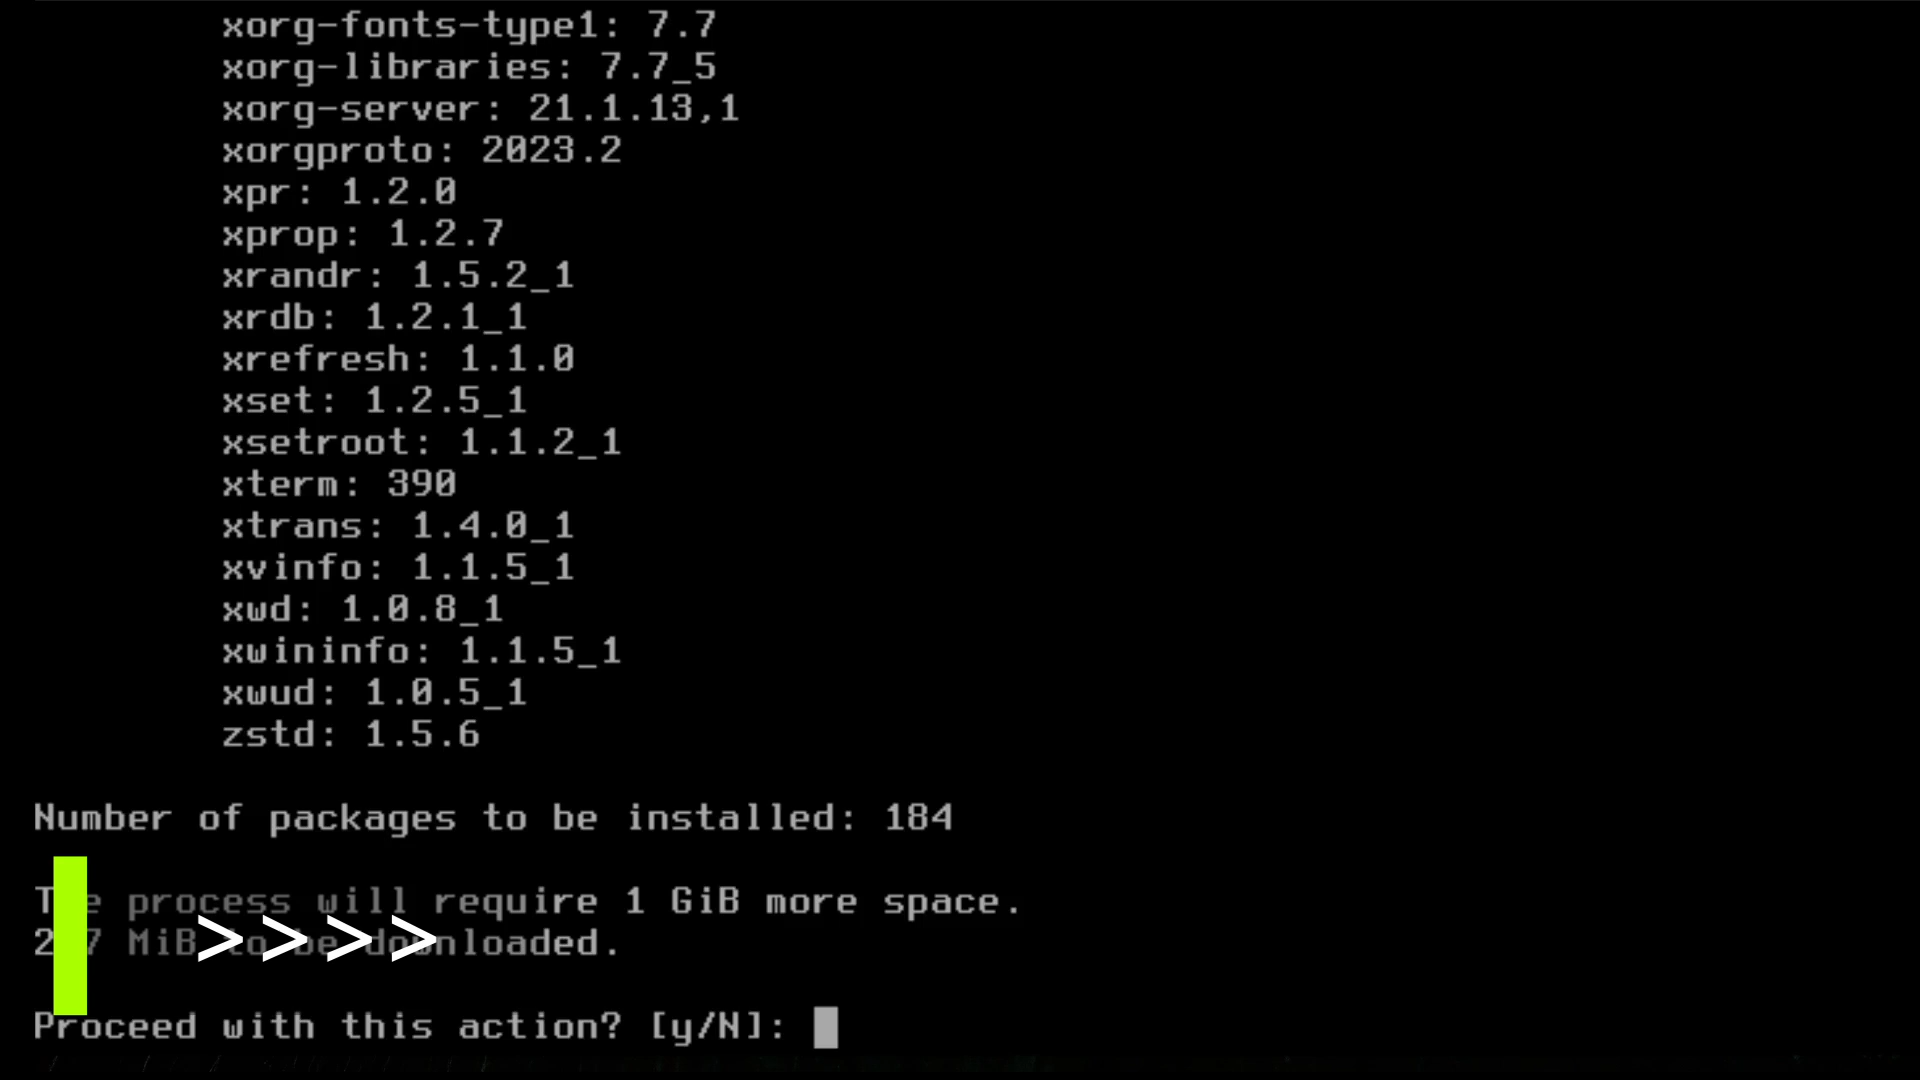 xorg-fonts-type1: 7.7
xorg-libraries: 7.7_5
xorg-server: 21.1.13,1
xorgproto: 2023.2
xpr: 1.2.0
xprop: 1.2.7
xrandr: 1.5.2_1
xrdb: 1.2.1_1
xrefresh: 1.1.0
xset: 1.2.5_1
xsetroot: 1.1.2_1
xterm: 390
xtrans: 1.4.0_1
xvinfo: 1.1.5_1
xwd: 1.0.8_1
xwininfo: 1.1.5_1
xwud: 1.0.5_1
zstd: 1.5.6
Number of packages to be installed: 184
The process will require 1 GiB more space.
MiB to be downloaded.
>>>>
Proceed with this action? [y/N]: